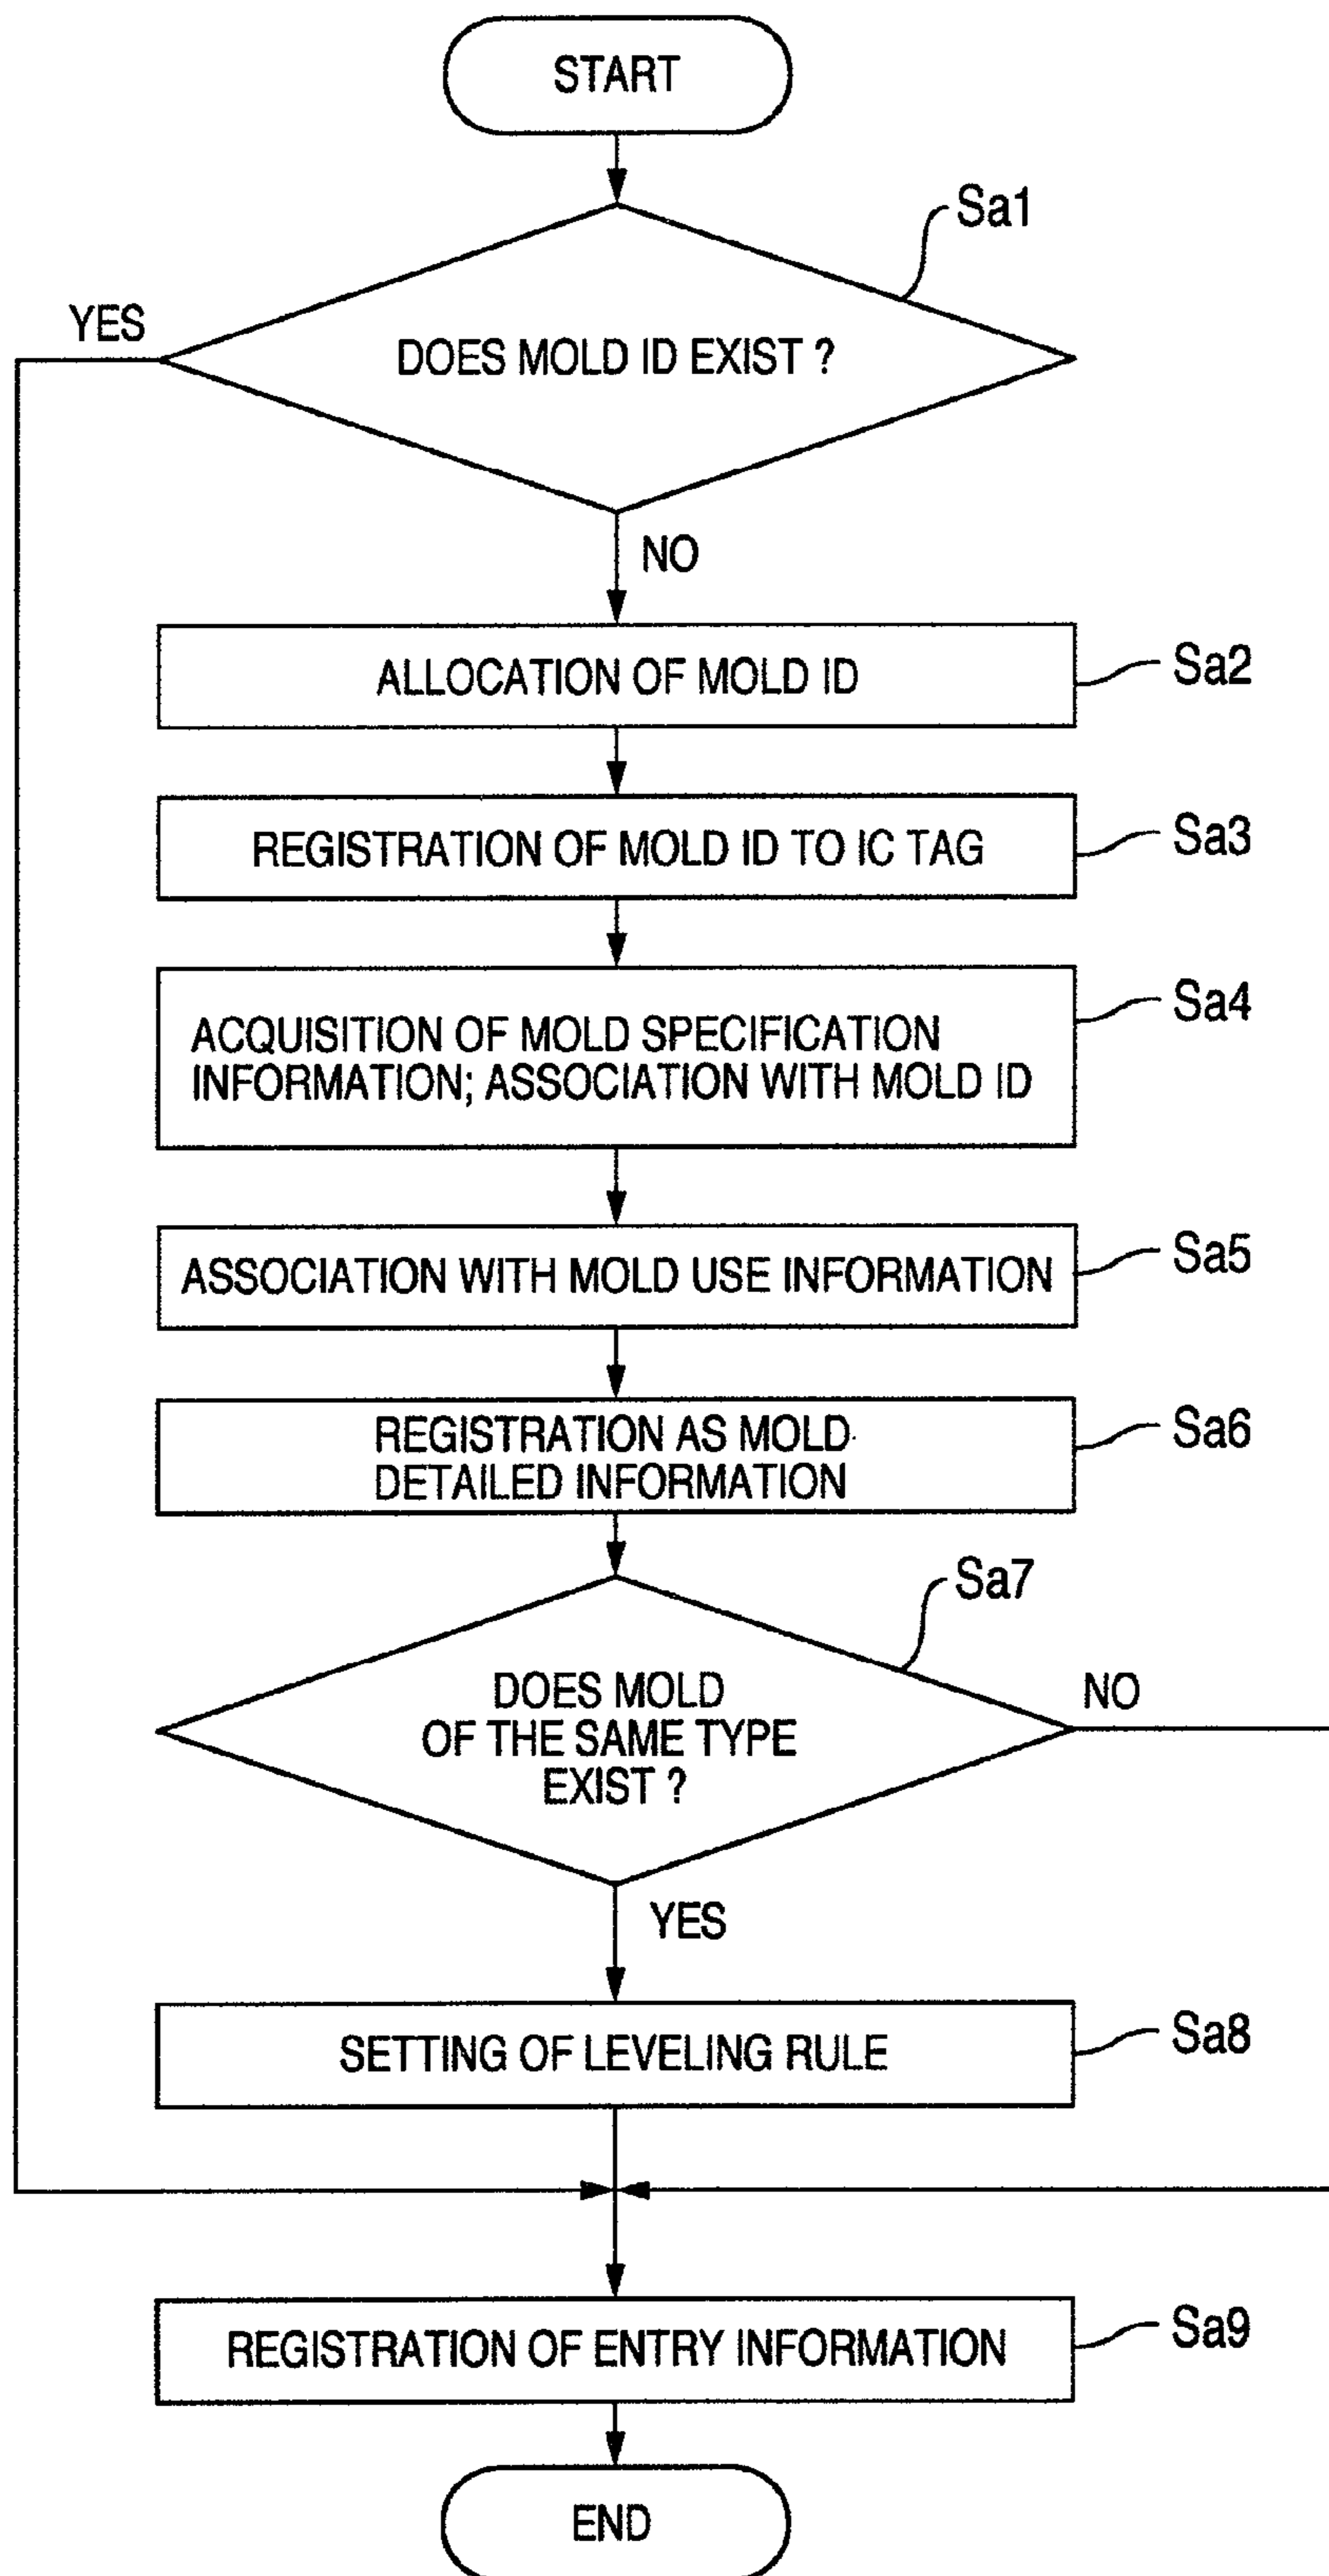 START
Sa1
YES
DOES MOLD ID EXIST ?
NO
ALLOCATION OF MOLD ID
Sa2
REGISTRATION OF MOLD ID TO IC TAG
Sa3
ACQUISITION OF MOLD SPECIFICATION
INFORMATION; ASSOCIATION WITH MOLD ID
Sa4
ASSOCIATION WITH MOLD USE INFORMATION
Sa5
REGISTRATION AS MOLD
DETAILED INFORMATION
Sa6
Sa7
DOES MOLD
OF THE SAME TYPE
EXIST ?
NO
YES
SETTING OF LEVELING RULE
Sa8
REGISTRATION OF ENTRY INFORMATION
Sa9
END